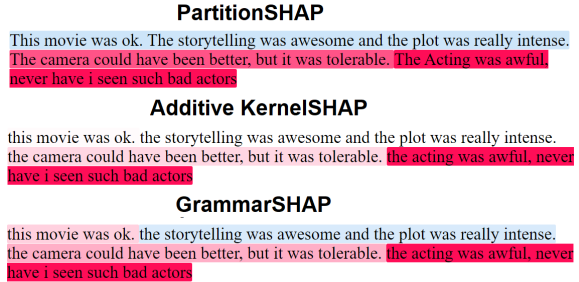 PartitionSHAP
This movie was ok. The storytelling was awesome and the plot was really intense.
The camera could have been better, but it was tolerable. The Acting was awful,
never have i seen such bad actors
Additive KernelSHAP
this movie was ok. the storytelling was awesome and the plot was really intense.
the camera could have been better, but it was tolerable. the acting was awful, never
have i seen such bad actors
GrammarSHAP
this movie was ok. the storytelling was awesome and the plot was really intense.
the camera could have been better, but it was tolerable. the acting was awful, never
have i seen such bad actors